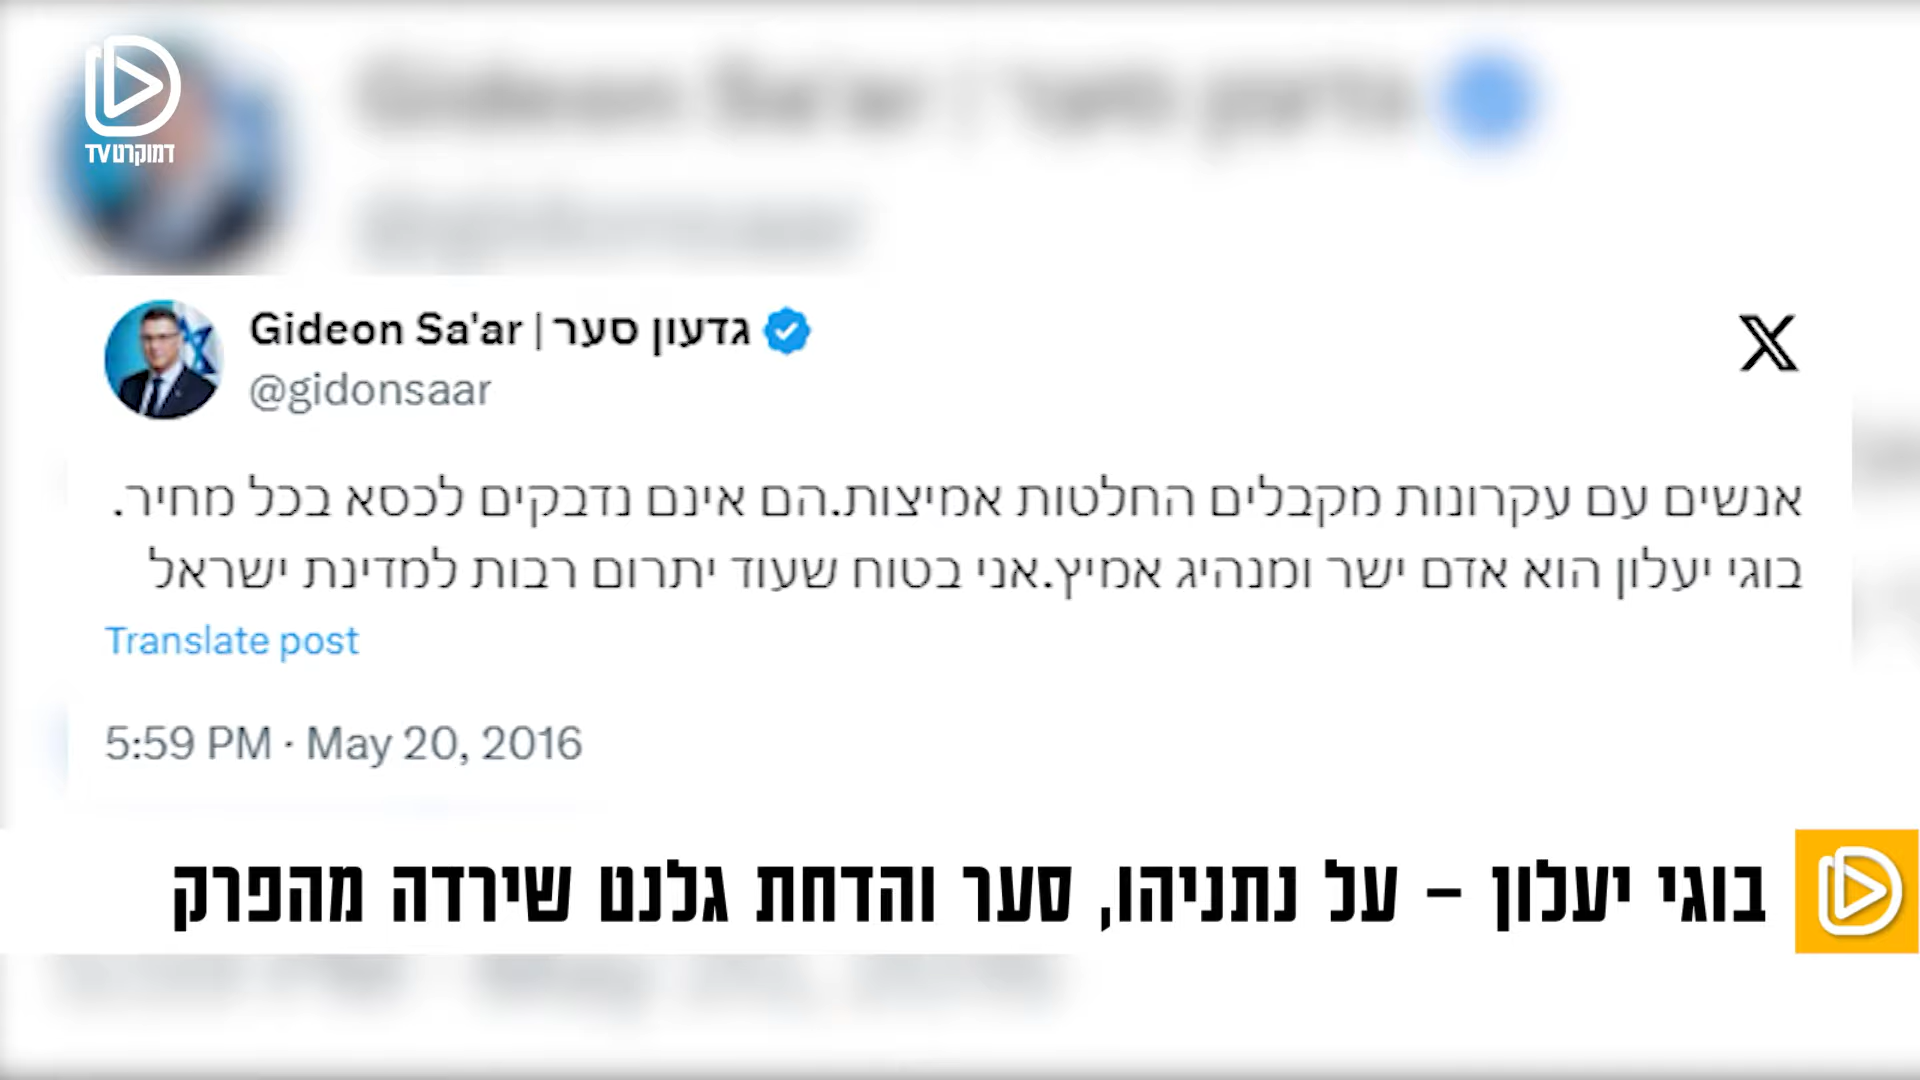 דמוקרטTV
Gideon Sa'ar | גדעון סער
@gidonsaar
אנשים עם עקרונות מקבלים החלטות אמיצות.הם אינם נדבקים לכסא בכל מחיר.
בוגי יעלון הוא אדם ישר ומנהיג אמיץ.אני בטוח שעוד יתרום רבות למדינת ישראל
Translate post
5:59 PM · May 20, 2016
בוגי יעלון – על נתניהו, סער והדחת גלנט שירדה מהפרק